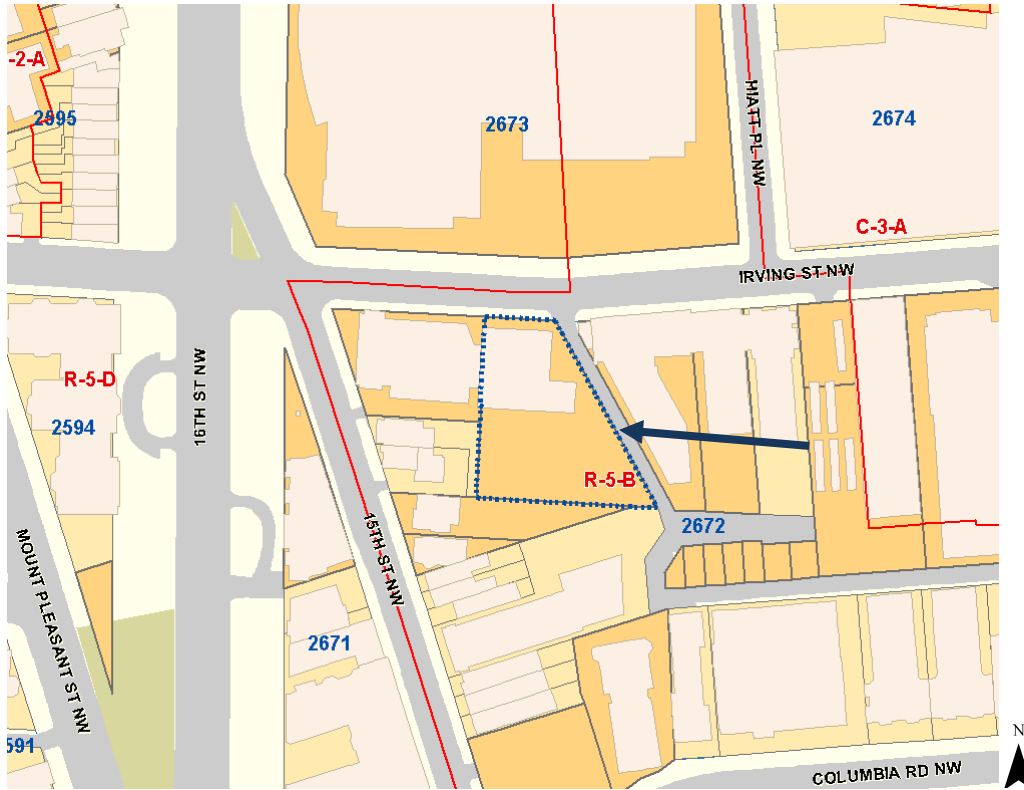 -2-A
2595
2673
2674
HIATT PL NW
C-3-A
IRVING ST NW
R-5-D
2594
16TH ST NW
R-5-B
2672
15TH ST NW
MOUNT PLEASANT ST NW
2671
591
COLUMBIA RD NW
N